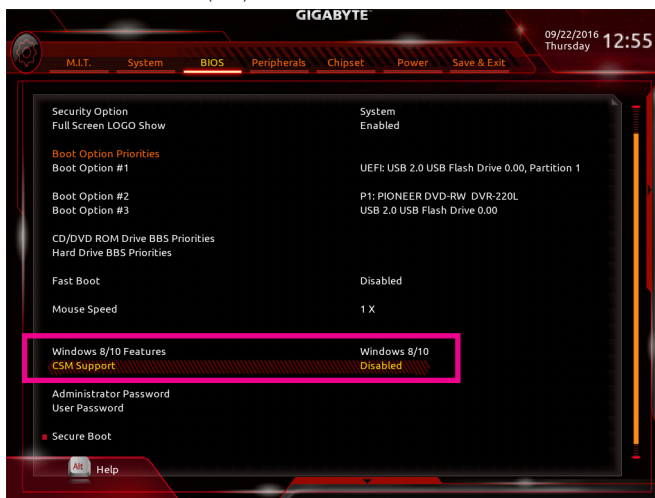 GIGABYTE™
09/22/2016 Thursday 12:55
M.I.T. System BIOS Peripherals Chipset Power Save & Exit
Security Option System
Full Screen LOGO Show Enabled
Boot Option Priorities
Boot Option #1 UEFI: USB 2.0 USB Flash Drive 0.00, Partition 1
Boot Option #2 P1: PIONEER DVD-RW DVR-220L
Boot Option #3 USB 2.0 USB Flash Drive 0.00
CD/DVD ROM Drive BBS Priorities
Hard Drive BBS Priorities
Fast Boot Disabled
Mouse Speed 1 X
Windows 8/10 Features Windows 8/10
CSM Support Disabled
Administrator Password
User Password
Secure Boot
Alt Help